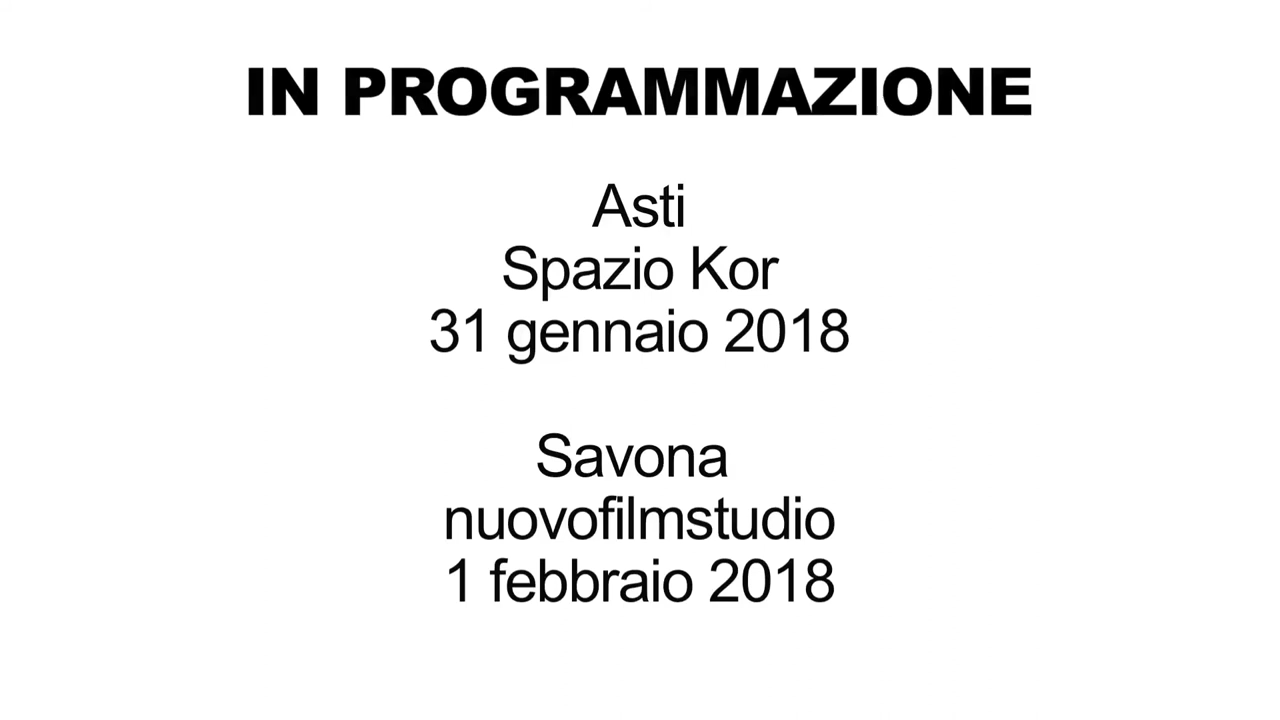 IN PROGRAMMAZIONE
Asti
Spazio Kor
31 gennaio 2018
Savona
nuovofilmstudio
1 febbraio 2018